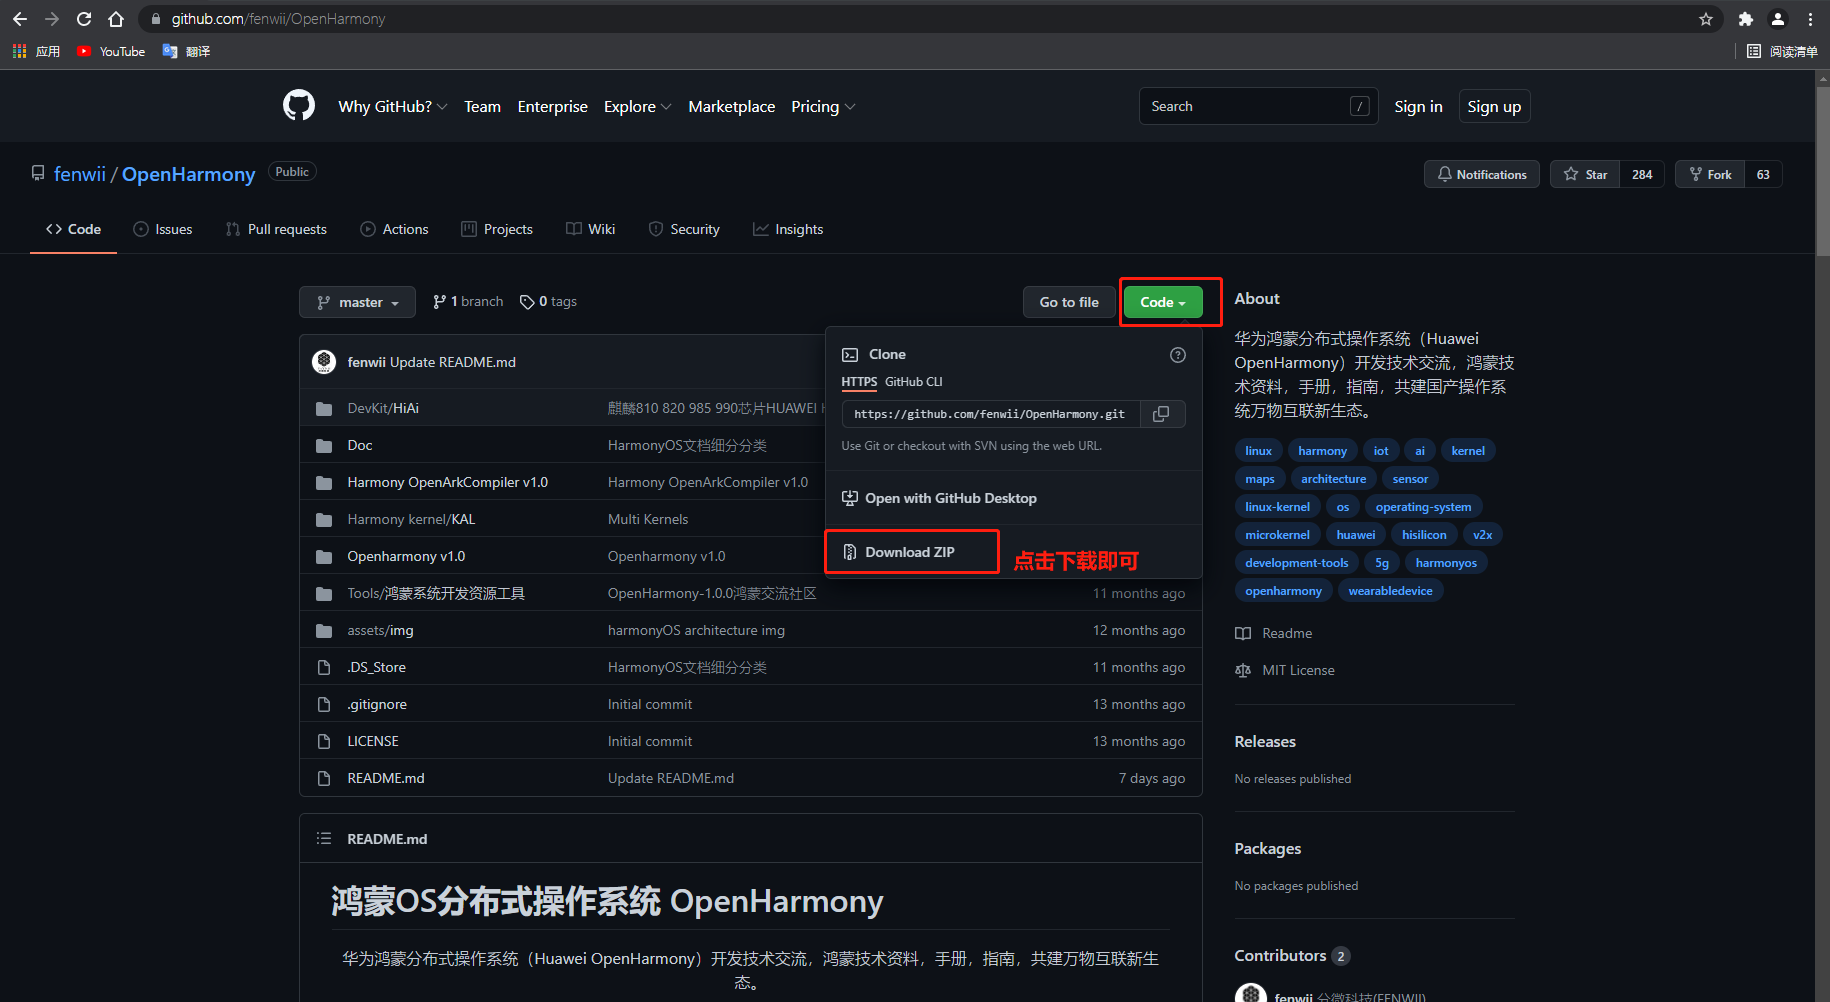 github.com/fenwii/OpenHarmony
应用 YouTube 翻译 阅读清单
Why GitHub? Team Enterprise Explore Marketplace Pricing Search / Sign in Sign up
fenwii / OpenHarmony Public Notifications Star 284 Fork 63
Code Issues Pull requests Actions Projects Wiki Security Insights
master 1 branch 0 tags Go to file Code
fenwii Update README.md
DevKit/HiAi 麒麟810 820 985 990芯片HUAWEI
Doc HarmonyOS文档细分分类
Harmony OpenArkCompiler v1.0 Harmony OpenArkCompiler v1.0
Harmony kernel/KAL Multi Kernels
Openharmony v1.0 Openharmony v1.0
Tools/鸿蒙系统开发资源工具 OpenHarmony-1.0.0鸿蒙交流社区 11 months ago
assets/img harmonyOS architecture img 12 months ago
.DS_Store HarmonyOS文档细分分类 11 months ago
.gitignore Initial commit 13 months ago
LICENSE Initial commit 13 months ago
README.md Update README.md 7 days ago
Clone
HTTPS GitHub CLI
https://github.com/fenwii/OpenHarmony.git
Use Git or checkout with SVN using the web URL.
Open with GitHub Desktop
Download ZIP 点击下载即可
README.md
鸿蒙OS分布式操作系统 OpenHarmony
华为鸿蒙分布式操作系统（Huawei OpenHarmony）开发技术交流，鸿蒙技术资料，手册，指南，共建万物互联新生
态。
About
华为鸿蒙分布式操作系统（Huawei
OpenHarmony）开发技术交流，鸿蒙技
术资料，手册，指南，共建国产操作系
统万物互联新生态。
linux harmony iot ai kernel
maps architecture sensor
linux-kernel os operating-system
microkernel huawei hisilicon v2x
development-tools 5g harmonyos
openharmony wearabledevice
Readme
MIT License
Releases
No releases published
Packages
No packages published
Contributors 2
fenwii 分微科技(FENWII)